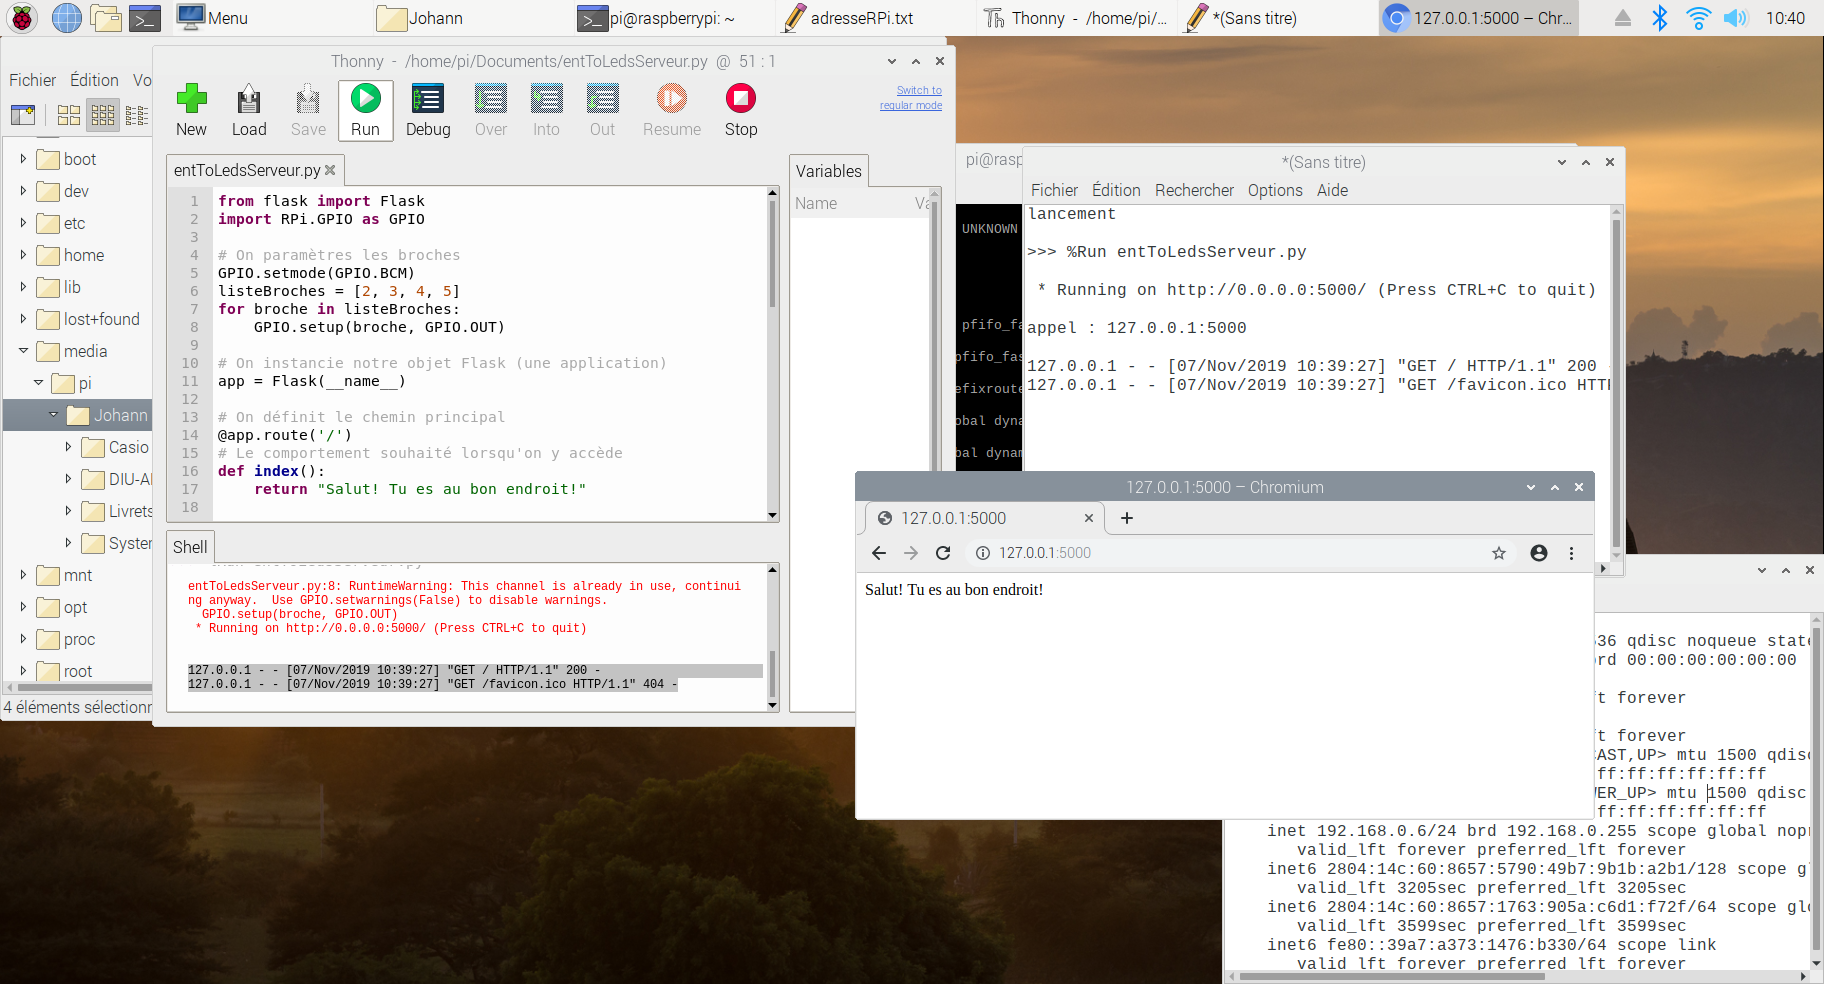 Menu
Johann
pi@raspberrypi: ~
adresseRPi.txt
Thonny - /home/pi/...
*(Sans titre)
127.0.0.1:5000 – Chr...
10:40
Fichier Édition Vo
boot
dev
etc
home
lib
lost+found
media
pi
Johann
Casio
DIU-A
Livrets
Syster
mnt
opt
proc
root
4 éléments sélectionn
Thonny - /home/pi/Documents/entToLedsServeur.py @ 51 : 1
New Load Save Run Debug Over Into Out Resume Stop
Switch to
regular mode
entToLedsServeur.py
1 from flask import Flask
2 import RPi.GPIO as GPIO
3
4 # On paramètres les broches
5 GPIO.setmode(GPIO.BCM)
6 listeBroches = [2, 3, 4, 5]
7 for broche in listeBroches:
8     GPIO.setup(broche, GPIO.OUT)
9
10 # On instancie notre objet Flask (une application)
11 app = Flask(__name__)
12
13 # On définit le chemin principal
14 @app.route('/')
15 # Le comportement souhaité lorsqu'on y accède
16 def index():
17     return "Salut! Tu es au bon endroit!"
18
Variables
Name
Shell
entToLedsServeur.py:8: RuntimeWarning: This channel is already in use, continui
ng anyway.  Use GPIO.setwarnings(False) to disable warnings.
  GPIO.setup(broche, GPIO.OUT)
 * Running on http://0.0.0.0:5000/ (Press CTRL+C to quit)
127.0.0.1 - - [07/Nov/2019 10:39:27] "GET / HTTP/1.1" 200 -
127.0.0.1 - - [07/Nov/2019 10:39:27] "GET /favicon.ico HTTP/1.1" 404 -
pi@rasp
UNKNOWN
pfifo_fa
pfifo_fas
efixroute
obal dyna
bal dynam
*(Sans titre)
Fichier Édition Rechercher Options Aide
lancement
>>> %Run entToLedsServeur.py
 * Running on http://0.0.0.0:5000/ (Press CTRL+C to quit)
appel : 127.0.0.1:5000
127.0.0.1 - - [07/Nov/2019 10:39:27] "GET / HTTP/1.1" 200
127.0.0.1 - - [07/Nov/2019 10:39:27] "GET /favicon.ico HTT
127.0.0.1:5000 – Chromium
127.0.0.1:5000
127.0.0.1:5000
Salut! Tu es au bon endroit!
36 qdisc noqueue state
rd 00:00:00:00:00:00
t forever
t forever
AST,UP> mtu 1500 qdisc
ff:ff:ff:ff:ff:ff
ER_UP> mtu 1500 qdisc
ff:ff:ff:ff:ff:ff
inet 192.168.0.6/24 brd 192.168.0.255 scope global nopr
valid_lft forever preferred_lft forever
inet6 2804:14c:60:8657:5790:49b7:9b1b:a2b1/128 scope g
valid_lft 3205sec preferred_lft 3205sec
inet6 2804:14c:60:8657:1763:905a:c6d1:f72f/64 scope glo
valid_lft 3599sec preferred_lft 3599sec
inet6 fe80::39a7:a373:1476:b330/64 scope link
valid lft forever preferred lft forever